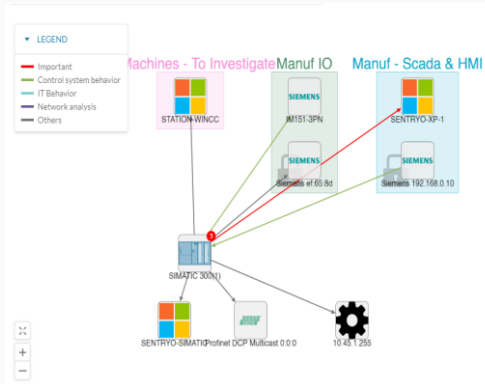 LEGEND
Important
Control system behavior
IT Behavior
Network analysis
Others
Machines - To Investigate
Manuf IO
Manuf - Scada & HMI
SIEMENS
STATION-WINCC
IM151-3PN
SENTRYO-XP-1
SIEMENS
SIEMENS
Siemens ef:65:8d
Siemens 192.168.0.10
SIMATIC 300(1)
SENTRYO-SIMATIC
Profinet DCP Multicast 0:0:0
10.45.1.255
+
−